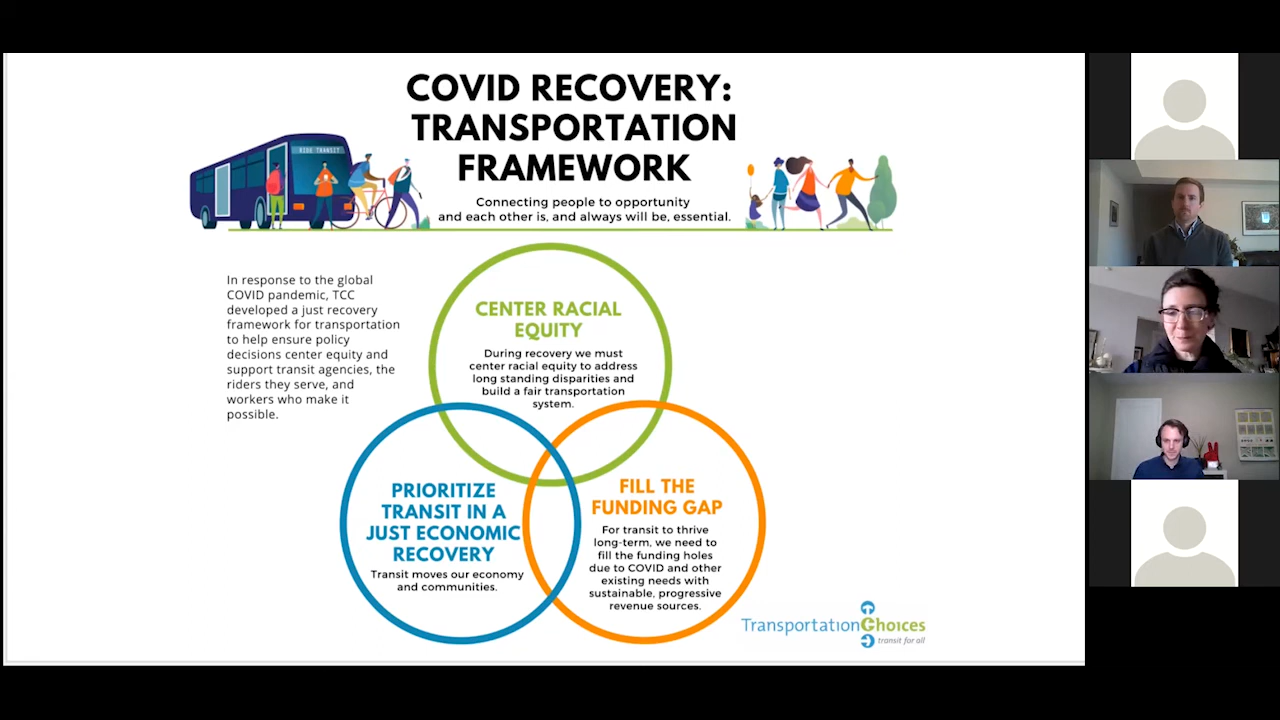 COVID RECOVERY:
TRANSPORTATION
FRAMEWORK
Connecting people to opportunity
and each other is, and always will be, essential.
RIDE TRANSIT
In response to the global
COVID pandemic, TCC
developed a just recovery
framework for transportation
to help ensure policy
decisions center equity and
support transit agencies, the
riders they serve, and
workers who make it
possible.
CENTER RACIAL
EQUITY
During recovery we must
center racial equity to address
long standing disparities and
build a fair transportation
system.
PRIORITIZE
TRANSIT IN A
JUST ECONOMIC
RECOVERY
Transit moves our economy
and communities.
FILL THE
FUNDING GAP
For transit to thrive
long-term, we need to
fill the funding holes
due to COVID and other
existing needs with
sustainable, progressive
revenue sources.
TransportationChoices
transit for all